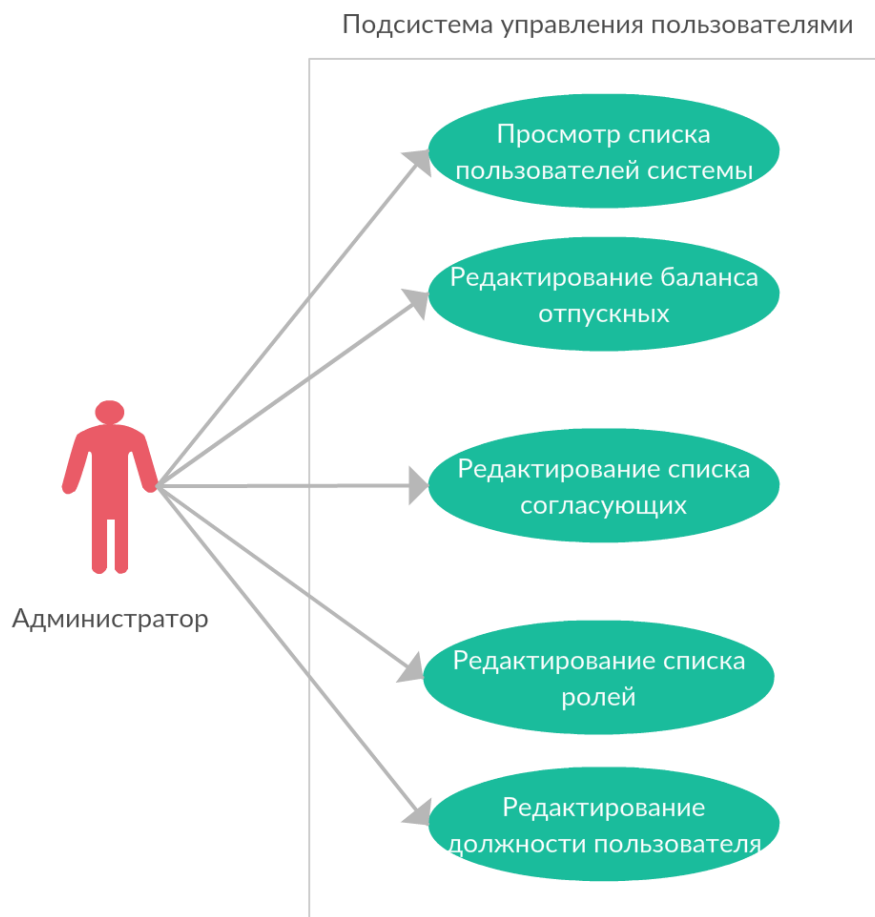 Подсистема управления пользователями
Просмотр списка
пользователей системы
Редактирование баланса
отпускных
Редактирование списка
согласующих
Администратор
Редактирование списка
ролей
Редактирование
должности пользователя